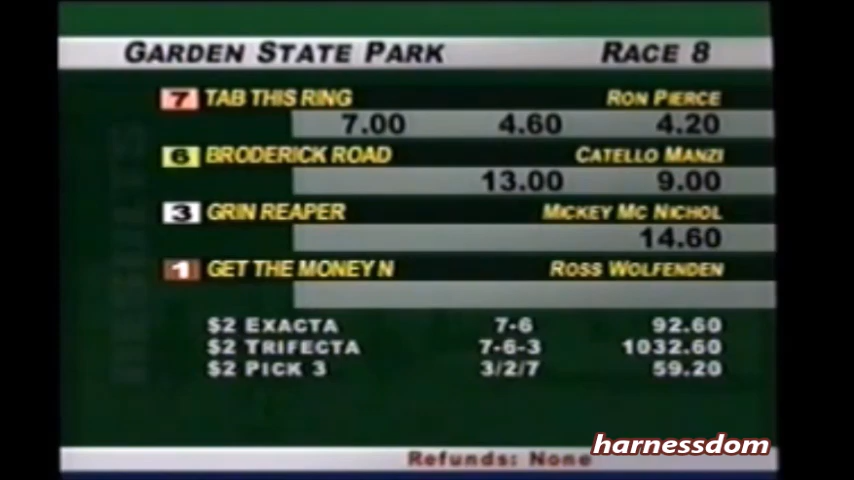 GARDEN STATE PARK RACE 8
7 TAB THIS RING RON PIERCE
7.00 4.60 4.20
6 BRODERICK ROAD CATELLO MANZI
13.00 9.00
3 GRIN REAPER MICKEY MC NICHOL
14.60
1 GET THE MONEY N ROSS WOLFENDEN
$2 EXACTA 7-6 92.60
$2 TRIFECTA 7-6-3 1032.60
$2 PICK 3 3/2/7 59.20
harnessdom
Refunds: None